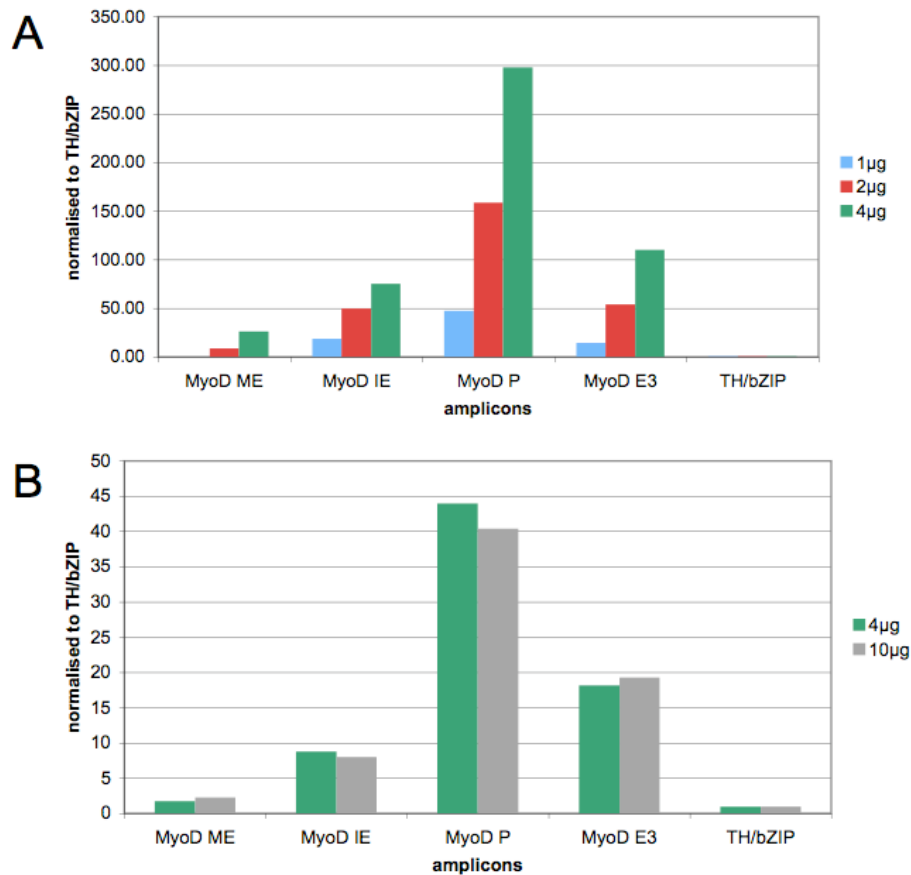 A
350.00
300.00
250.00
200.00
150.00
100.00
50.00
0.00
normalised to TH/bZIP
MyoD ME MyoD IE MyoD P MyoD E3 TH/bZIP
amplicons
1µg
2µg
4µg
B
50
45
40
35
30
25
20
15
10
5
0
normalised to TH/bZIP
MyoD ME MyoD IE MyoD P MyoD E3 TH/bZIP
amplicons
4µg
10µg